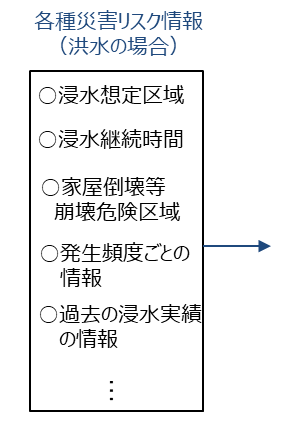 各種災害リスク情報
（洪水の場合）
○浸水想定区域
○浸水継続時間
○家屋倒壊等
崩壊危険区域
○発生頻度ごとの
情報
○過去の浸水実績
の情報
⋮